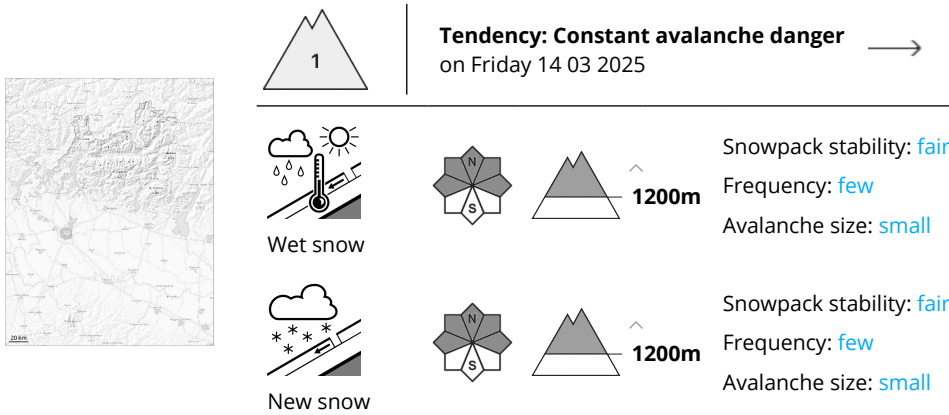 1
Tendency: Constant avalanche danger
on Friday 14 03 2025
20 km
Wet snow
N
S
1200m
Snowpack stability: fair
Frequency: few
Avalanche size: small
New snow
N
S
1200m
Snowpack stability: fair
Frequency: few
Avalanche size: small